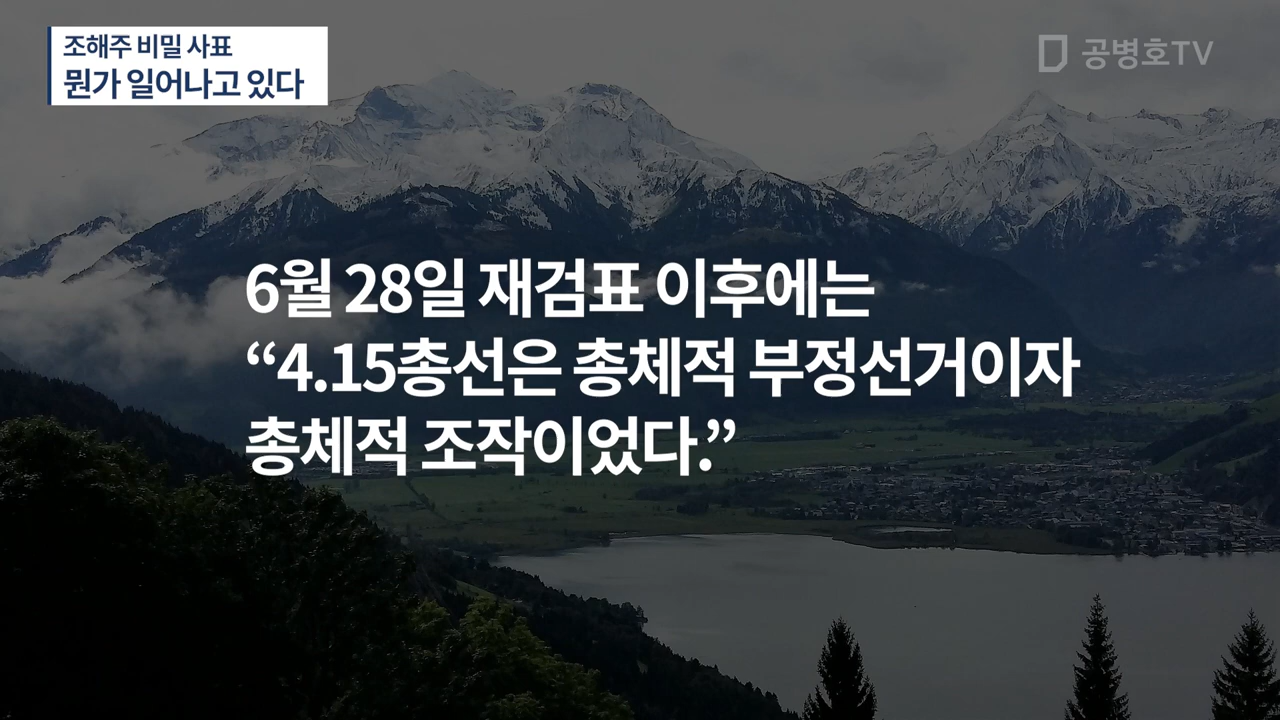 조해주 비밀 사표
뭔가 일어나고 있다
공병호TV
6월 28일 재검표 이후에는
“4.15총선은 총체적 부정선거이자
총체적 조작이었다.”